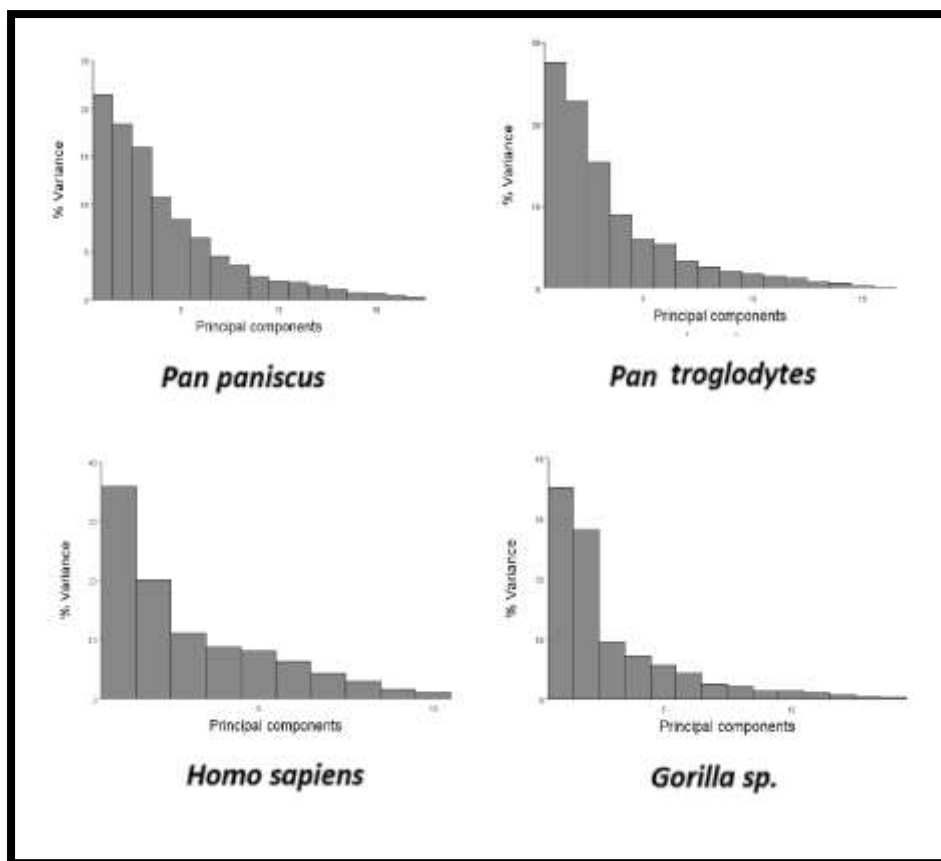 % Variance
Principal components
Pan paniscus
% Variance
Principal components
Pan troglodytes
40
% Variance
Principal components
Homo sapiens
% Variance
Principal components
Gorilla sp.